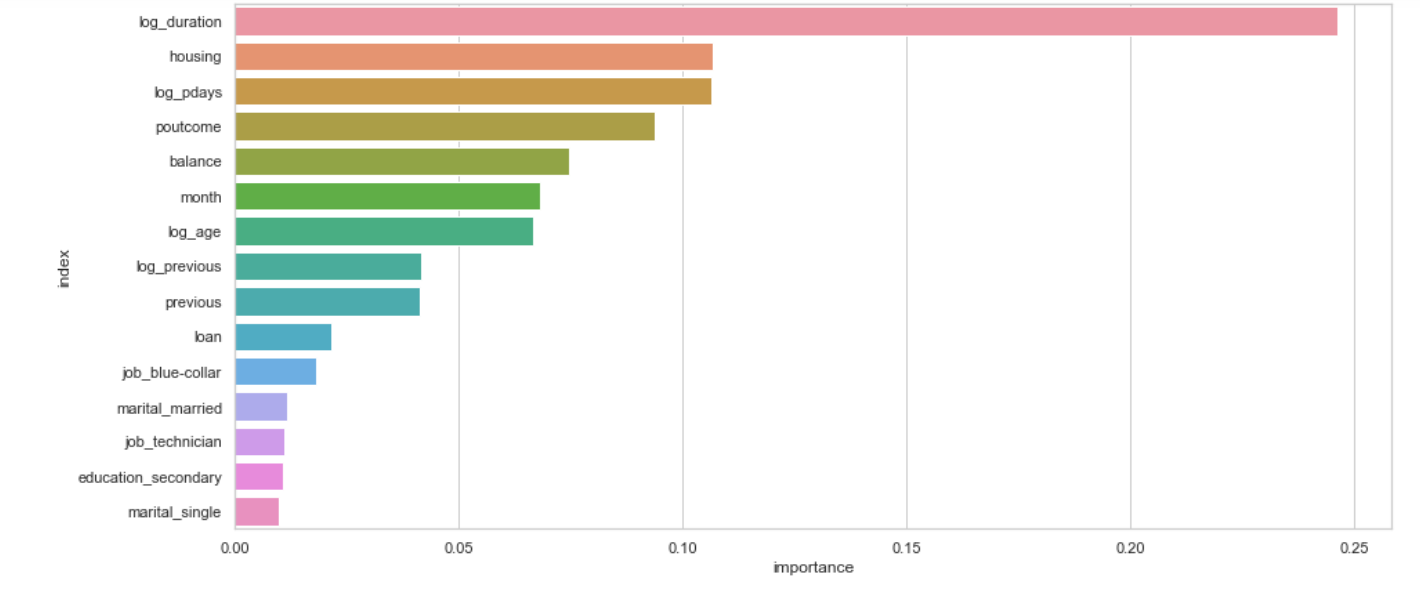 log_duration
housing
log_pdays
poutcome
balance
month
log_age
log_previous
previous
loan
job_blue-collar
marital_married
job_technician
education_secondary
marital_single
index
0.00 0.05 0.10 0.15 0.20 0.25
importance